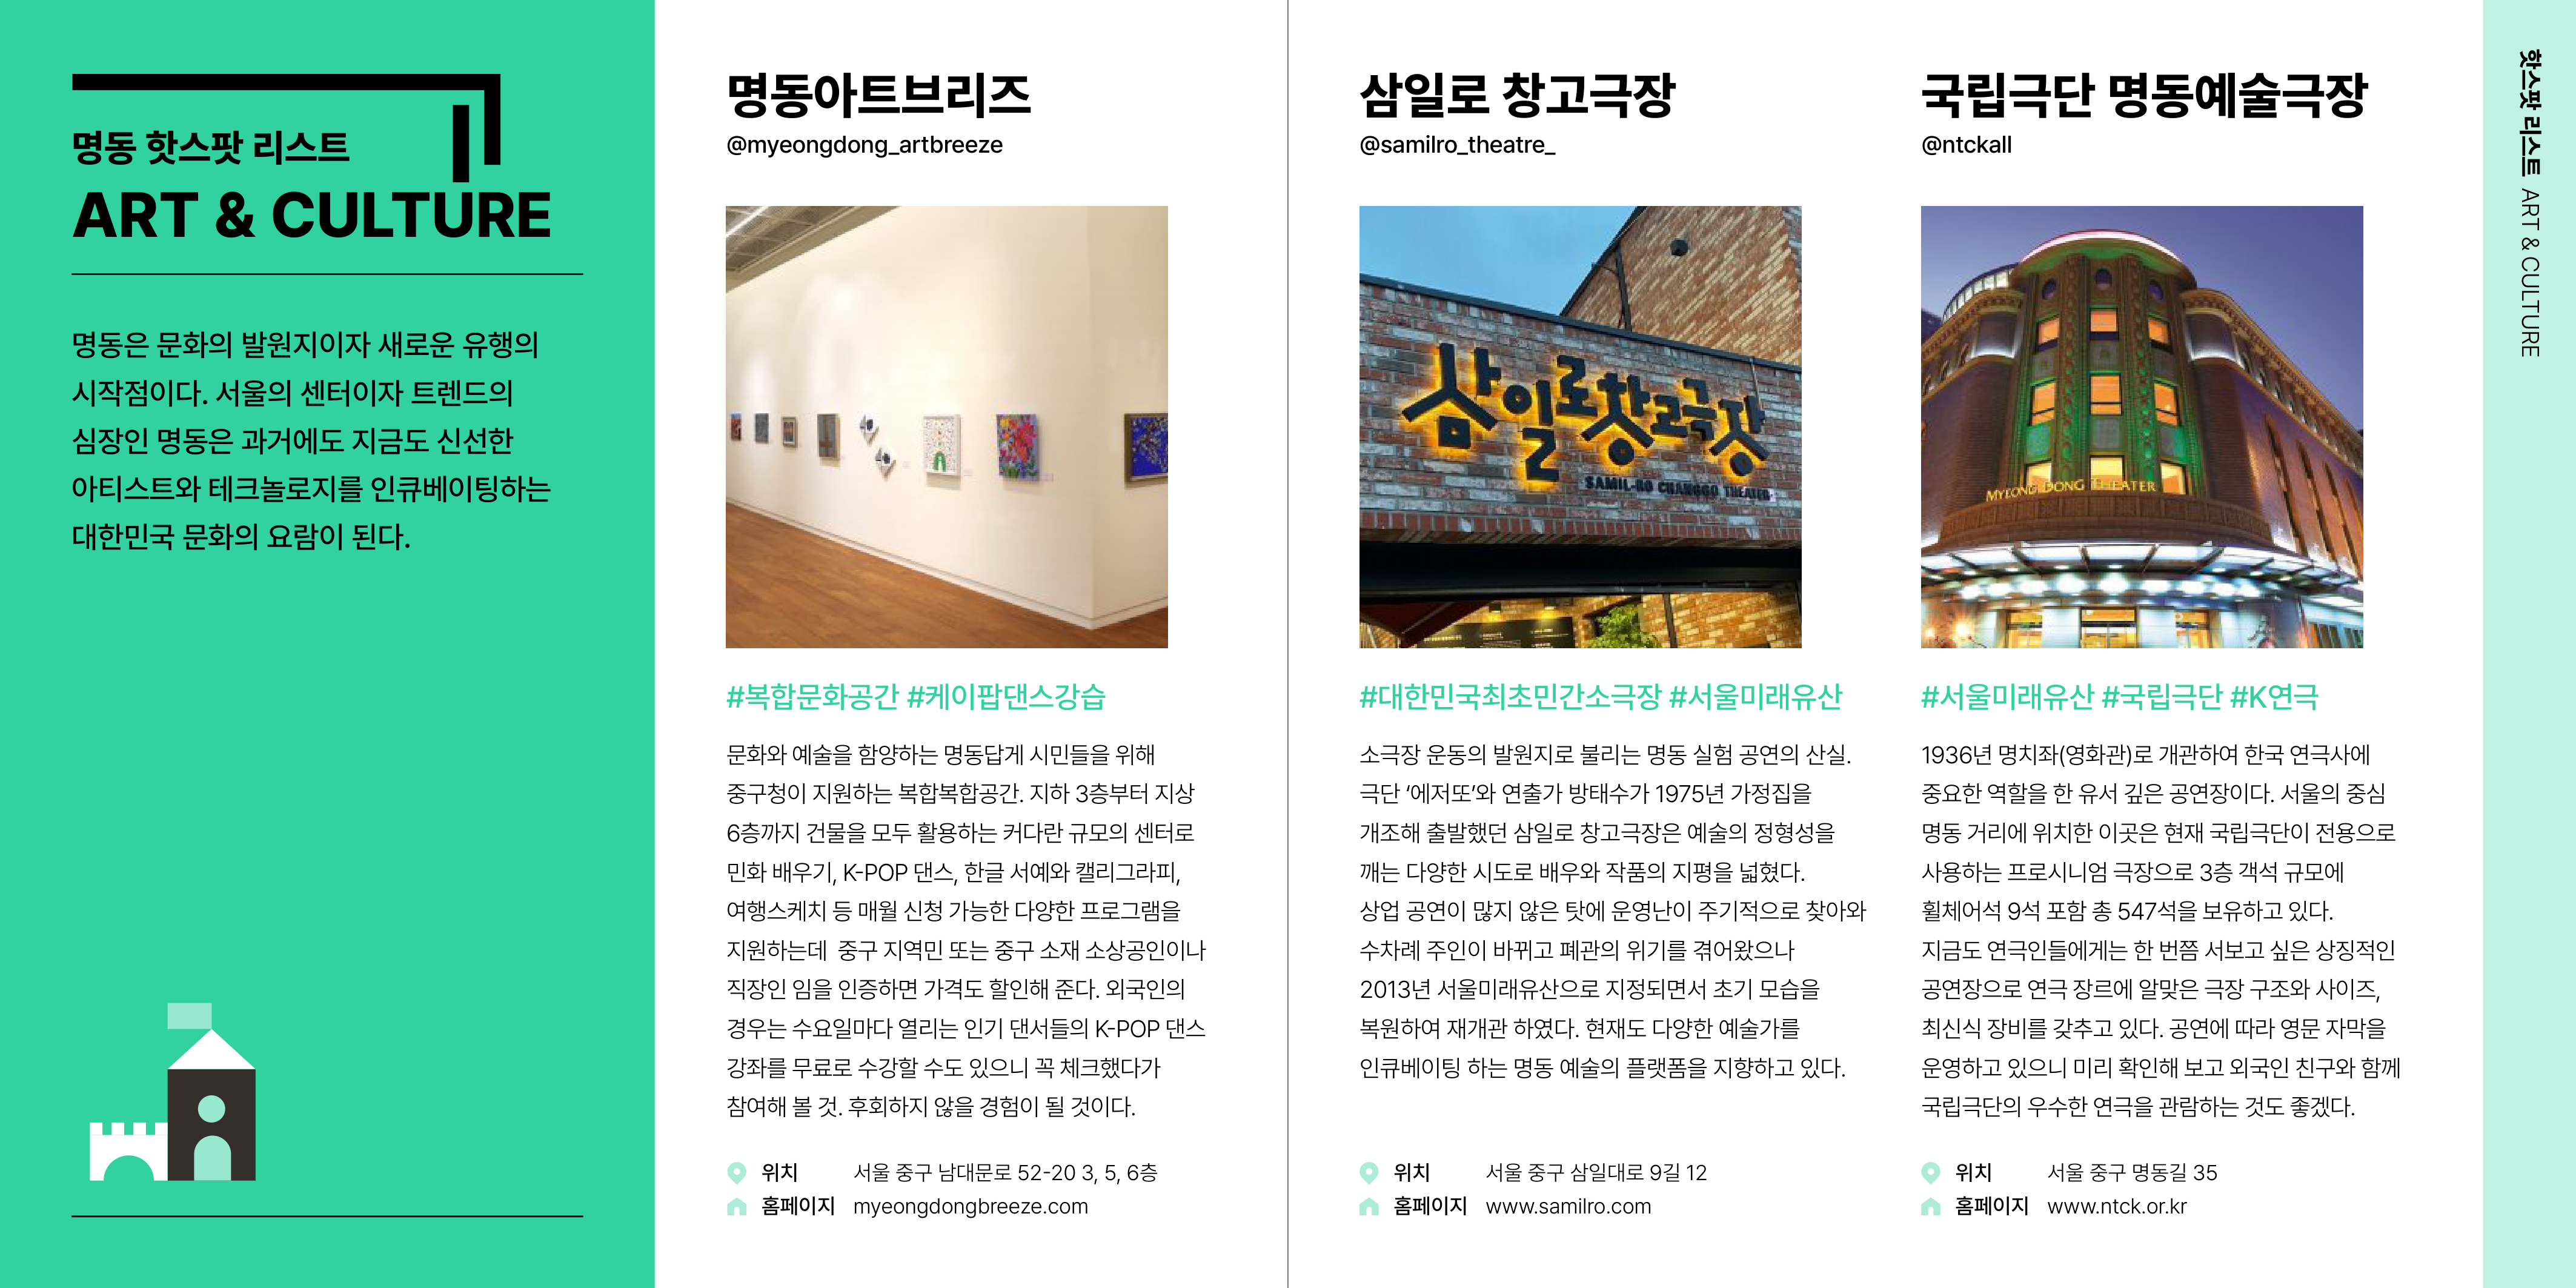 명동 핫스팟 리스트
ART & CULTURE
명동은 문화의 발원지이자 새로운 유행의
시작점이다. 서울의 센터이자 트렌드의
심장인 명동은 과거에도 지금도 신선한
아티스트와 테크놀로지를 인큐베이팅하는
대한민국 문화의 요람이 된다.
명동아트브리즈
@myeongdong_artbreeze
#복합문화공간 #케이팝댄스강습
문화와 예술을 함양하는 명동답게 시민들을 위해
중구청이 지원하는 복합복합공간. 지하 3층부터 지상
6층까지 건물을 모두 활용하는 커다란 규모의 센터로
민화 배우기, K-POP 댄스, 한글 서예와 캘리그라피,
여행스케치 등 매월 신청 가능한 다양한 프로그램을
지원하는데  중구 지역민 또는 중구 소재 소상공인이나
직장인 임을 인증하면 가격도 할인해 준다. 외국인의
경우는 수요일마다 열리는 인기 댄서들의 K-POP 댄스
강좌를 무료로 수강할 수도 있으니 꼭 체크했다가
참여해 볼 것. 후회하지 않을 경험이 될 것이다.
위치 서울 중구 남대문로 52-20 3, 5, 6층
홈페이지 myeongdongbreeze.com
삼일로 창고극장
@samilro_theatre_
삼일로창고극장
SAMIL-RO CHANGGO THEATER
#대한민국최초민간소극장 #서울미래유산
소극장 운동의 발원지로 불리는 명동 실험 공연의 산실.
극단 ‘에저또’와 연출가 방태수가 1975년 가정집을
개조해 출발했던 삼일로 창고극장은 예술의 정형성을
깨는 다양한 시도로 배우와 작품의 지평을 넓혔다.
상업 공연이 많지 않은 탓에 운영난이 주기적으로 찾아와
수차례 주인이 바뀌고 폐관의 위기를 겪어왔으나
2013년 서울미래유산으로 지정되면서 초기 모습을
복원하여 재개관 하였다. 현재도 다양한 예술가를
인큐베이팅 하는 명동 예술의 플랫폼을 지향하고 있다.
위치 서울 중구 삼일대로 9길 12
홈페이지 www.samilro.com
국립극단 명동예술극장
@ntckall
MYEONG DONG THEATER
#서울미래유산 #국립극단 #K연극
1936년 명치좌(영화관)로 개관하여 한국 연극사에
중요한 역할을 한 유서 깊은 공연장이다. 서울의 중심
명동 거리에 위치한 이곳은 현재 국립극단이 전용으로
사용하는 프로시니엄 극장으로 3층 객석 규모에
휠체어석 9석 포함 총 547석을 보유하고 있다.
지금도 연극인들에게는 한 번쯤 서보고 싶은 상징적인
공연장으로 연극 장르에 알맞은 극장 구조와 사이즈,
최신식 장비를 갖추고 있다. 공연에 따라 영문 자막을
운영하고 있으니 미리 확인해 보고 외국인 친구와 함께
국립극단의 우수한 연극을 관람하는 것도 좋겠다.
위치 서울 중구 명동길 35
홈페이지 www.ntck.or.kr
핫스팟 리스트 ART & CULTURE